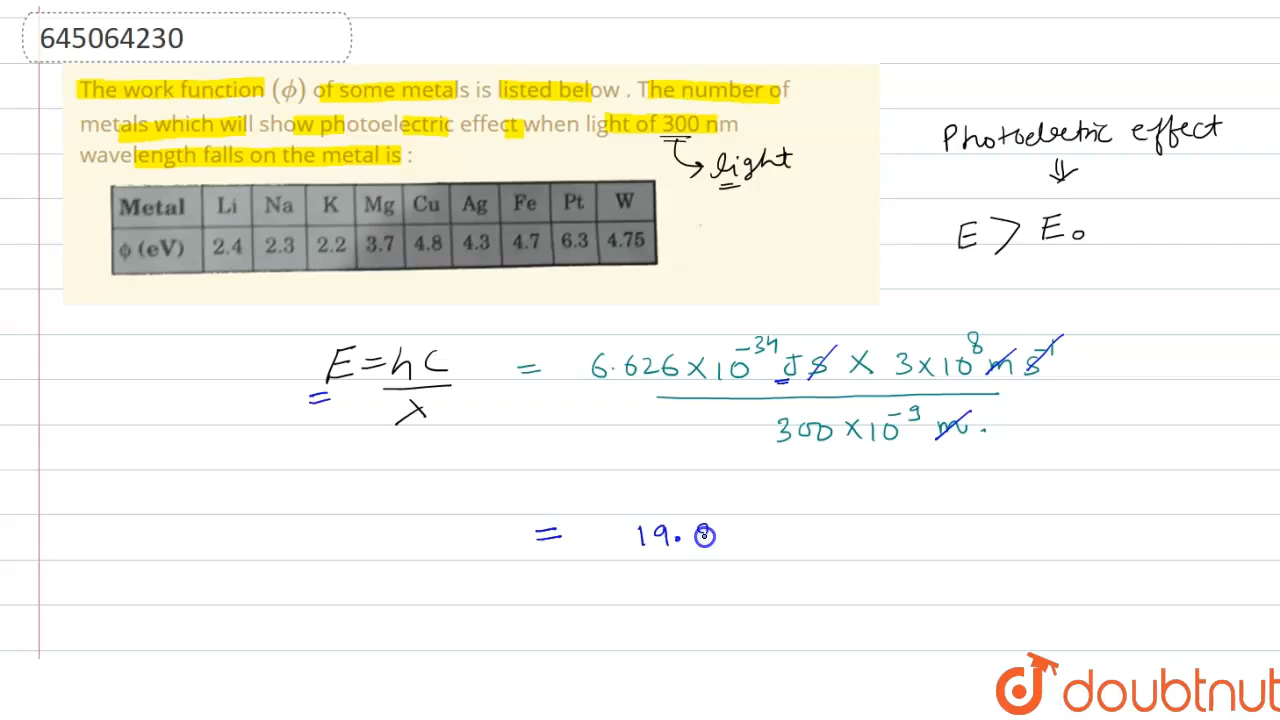 645064230
The work function (ϕ) of some metals is listed below . The number of
metals which will show photoelectric effect when light of 300 nm
wavelength falls on the metal is :
light
Metal Li Na K Mg Cu Ag Fe Pt W
ϕ (eV) 2.4 2.3 2.2 3.7 4.8 4.3 4.7 6.3 4.75
Photoelectric effect
⇓
E > E₀
E = hc/λ = 6.626 × 10⁻³⁴ J s × 3 × 10⁸ m s⁻¹
300 × 10⁻⁹ m .
= 19.8
doubtnut